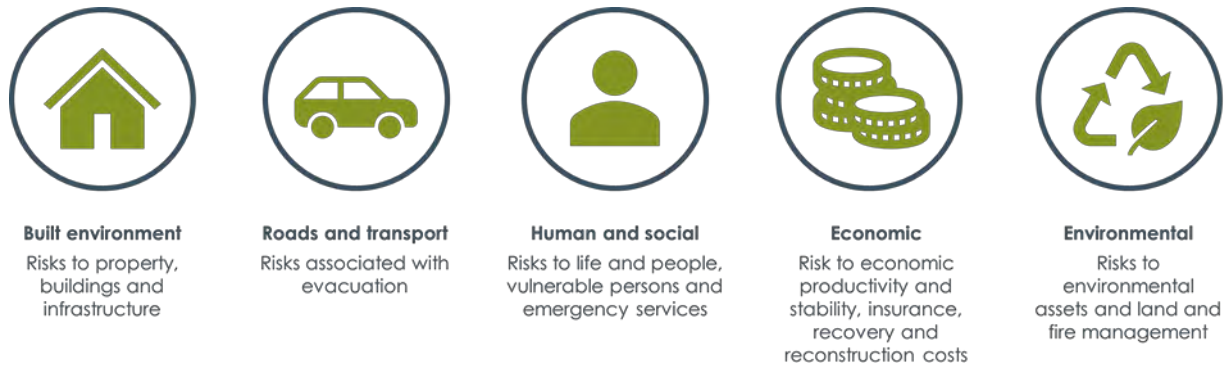 Built environment
Risks to property,
buildings and
infrastructure
Roads and transport
Risks associated with
evacuation
Human and social
Risks to life and people,
vulnerable persons and
emergency services
Economic
Risk to economic
productivity and
stability, insurance,
recovery and
reconstruction costs
Environmental
Risks to
environmental
assets and land and
fire management